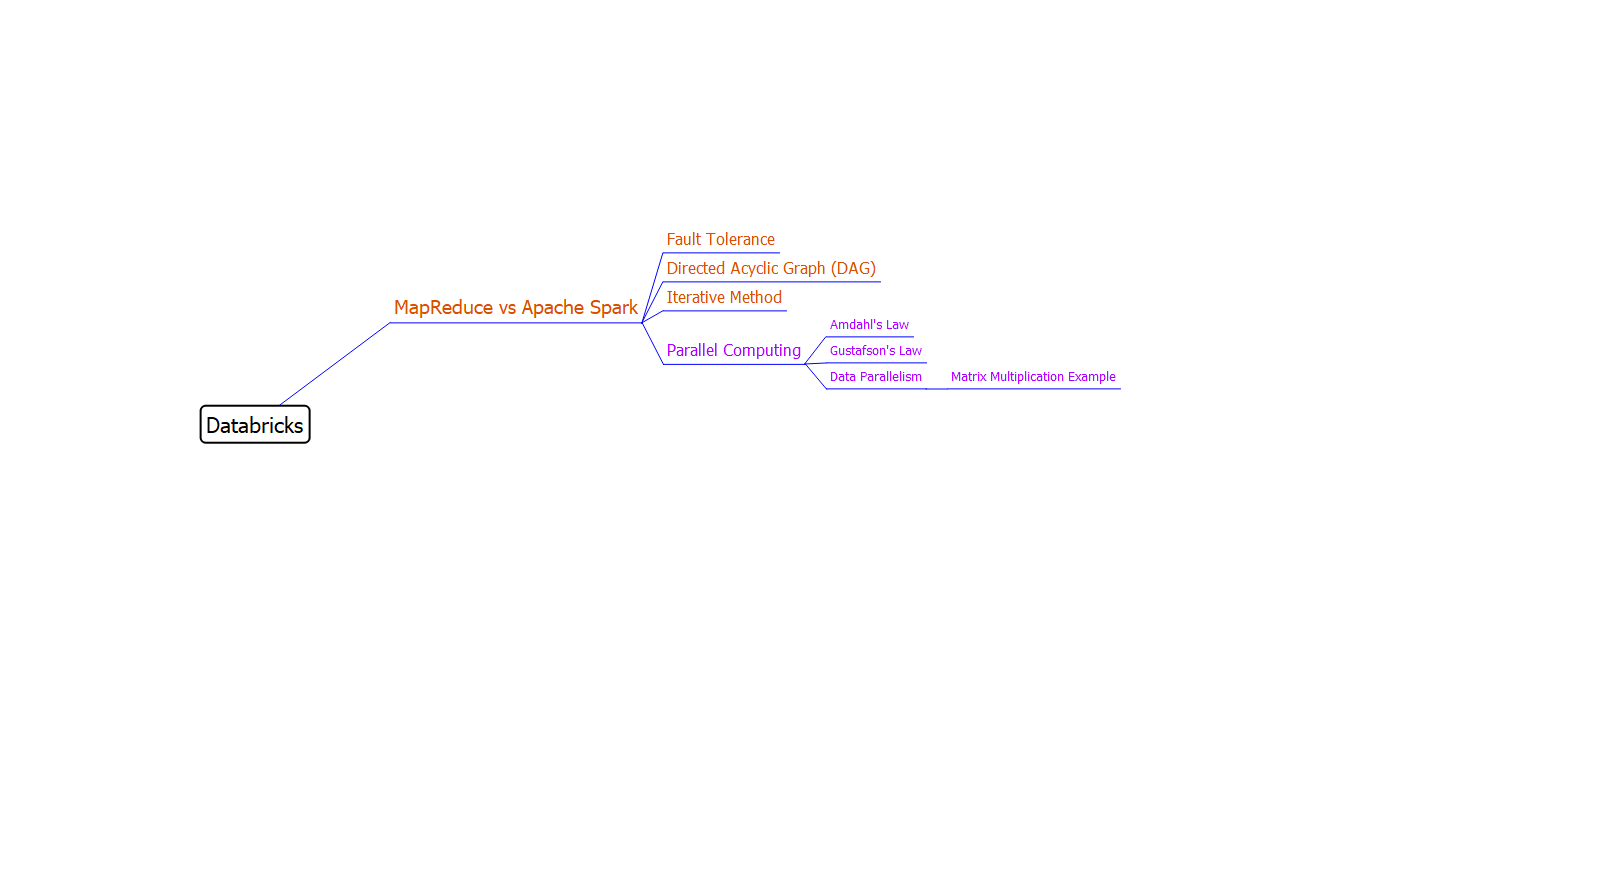 Fault Tolerance
Directed Acyclic Graph (DAG)
Iterative Method
MapReduce vs Apache Spark
Amdahl's Law
Parallel Computing
Gustafson's Law
Data Parallelism
Matrix Multiplication Example
Databricks